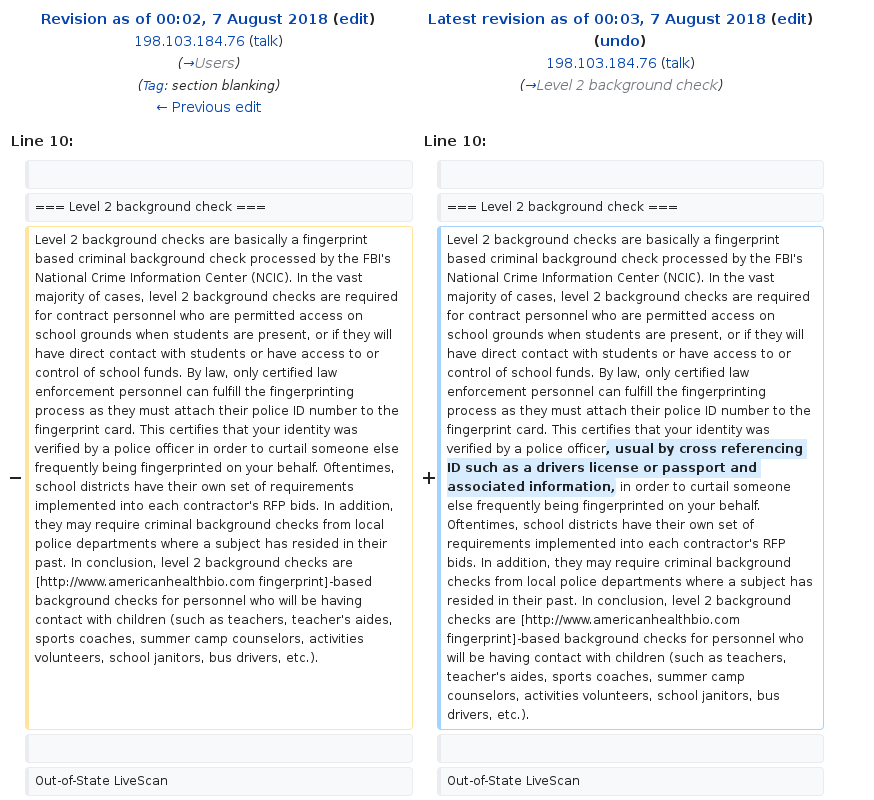 Revision as of 00:02, 7 August 2018 (edit)
198.103.184.76 (talk)
(→Users)
(Tag: section blanking)
← Previous edit
Latest revision as of 00:03, 7 August 2018 (edit)
(undo)
198.103.184.76 (talk)
(→Level 2 background check)
Line 10:
Line 10:
=== Level 2 background check ===
=== Level 2 background check ===
−
Level 2 background checks are basically a fingerprint
based criminal background check processed by the FBI's
National Crime Information Center (NCIC). In the vast
majority of cases, level 2 background checks are required
for contract personnel who are permitted access on
school grounds when students are present, or if they will
have direct contact with students or have access to or
control of school funds. By law, only certified law
enforcement personnel can fulfill the fingerprinting
process as they must attach their police ID number to the
fingerprint card. This certifies that your identity was
verified by a police officer in order to curtail someone else
frequently being fingerprinted on your behalf. Oftentimes,
school districts have their own set of requirements
implemented into each contractor's RFP bids. In addition,
they may require criminal background checks from local
police departments where a subject has resided in their
past. In conclusion, level 2 background checks are
[http://www.americanhealthbio.com fingerprint]-based
background checks for personnel who will be having
contact with children (such as teachers, teacher's aides,
sports coaches, summer camp counselors, activities
volunteers, school janitors, bus drivers, etc.).
+
Level 2 background checks are basically a fingerprint
based criminal background check processed by the FBI's
National Crime Information Center (NCIC). In the vast
majority of cases, level 2 background checks are required
for contract personnel who are permitted access on
school grounds when students are present, or if they will
have direct contact with students or have access to or
control of school funds. By law, only certified law
enforcement personnel can fulfill the fingerprinting
process as they must attach their police ID number to the
fingerprint card. This certifies that your identity was
verified by a police officer, usual by cross referencing
ID such as a drivers license or passport and
associated information, in order to curtail someone
else frequently being fingerprinted on your behalf.
Oftentimes, school districts have their own set of
requirements implemented into each contractor's RFP
bids. In addition, they may require criminal background
checks from local police departments where a subject has
resided in their past. In conclusion, level 2 background
checks are [http://www.americanhealthbio.com
fingerprint]-based background checks for personnel who
will be having contact with children (such as teachers,
teacher's aides, sports coaches, summer camp
counselors, activities volunteers, school janitors, bus
drivers, etc.).
Out-of-State LiveScan
Out-of-State LiveScan